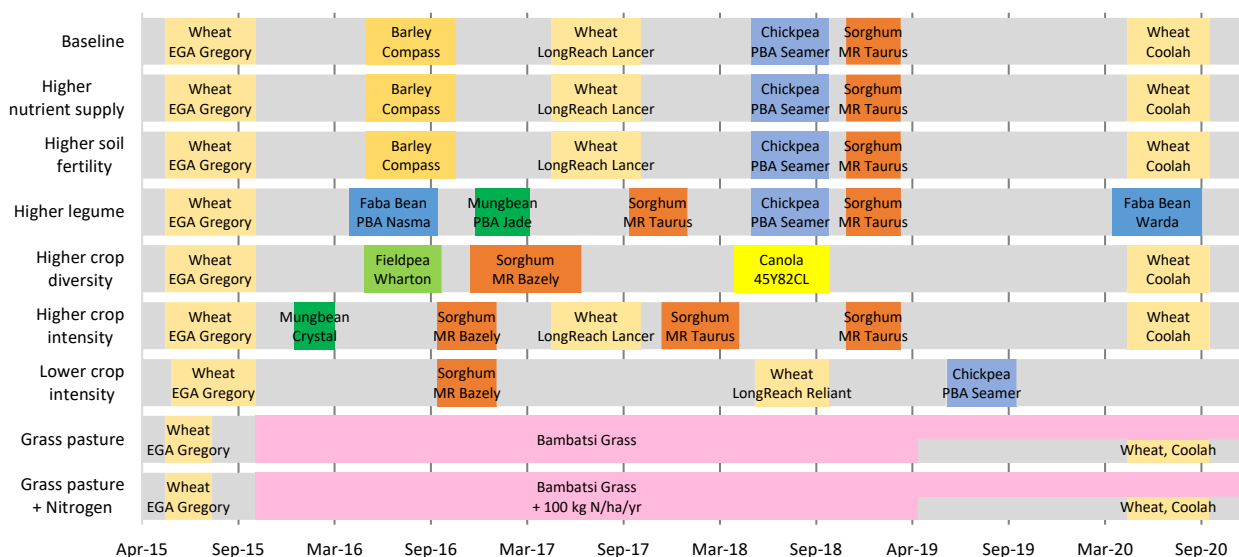 Baseline
Wheat
EGA Gregory
Barley
Compass
Wheat
LongReach Lancer
Chickpea
PBA Seamer
Sorghum
MR Taurus
Wheat
Coolah
Higher
nutrient supply
Wheat
EGA Gregory
Barley
Compass
Wheat
LongReach Lancer
Chickpea
PBA Seamer
Sorghum
MR Taurus
Wheat
Coolah
Higher soil
fertility
Wheat
EGA Gregory
Barley
Compass
Wheat
LongReach Lancer
Chickpea
PBA Seamer
Sorghum
MR Taurus
Wheat
Coolah
Higher legume
Wheat
EGA Gregory
Faba Bean
PBA Nasma
Mungbean
PBA Jade
Sorghum
MR Taurus
Chickpea
PBA Seamer
Sorghum
MR Taurus
Faba Bean
Warda
Higher crop
diversity
Wheat
EGA Gregory
Fieldpea
Wharton
Sorghum
MR Bazely
Canola
45Y82CL
Wheat
Coolah
Higher crop
intensity
Wheat
EGA Gregory
Mungbean
Crystal
Sorghum
MR Bazely
Wheat
LongReach Lancer
Sorghum
MR Taurus
Sorghum
MR Taurus
Wheat
Coolah
Lower crop
intensity
Wheat
EGA Gregory
Sorghum
MR Bazely
Wheat
LongReach Reliant
Chickpea
PBA Seamer
Grass pasture
Wheat
EGA Gregory
Bambatsi Grass
Wheat, Coolah
Grass pasture
+ Nitrogen
Wheat
EGA Gregory
Bambatsi Grass
+ 100 kg N/ha/yr
Wheat, Coolah
Apr-15 Sep-15 Mar-16 Sep-16 Mar-17 Sep-17 Mar-18 Sep-18 Apr-19 Sep-19 Mar-20 Sep-20